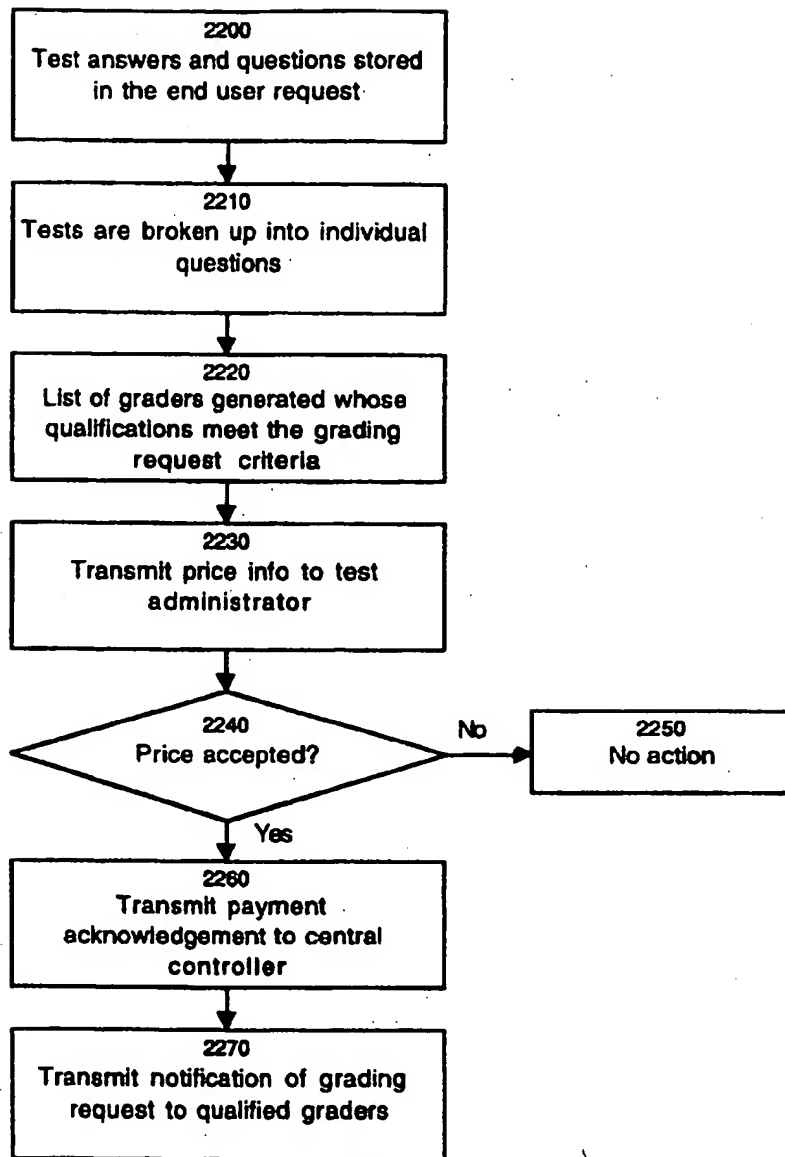 2200
Test answers and questions stored
in the end user request
2210
Tests are broken up into individual
questions
2220
List of graders generated whose
qualifications meet the grading
request criteria
2230
Transmit price info to test
administrator
2240
Price accepted?
No
2250
No action
Yes
2260
Transmit payment
acknowledgement to central
controller
2270
Transmit notification of grading
request to qualified graders